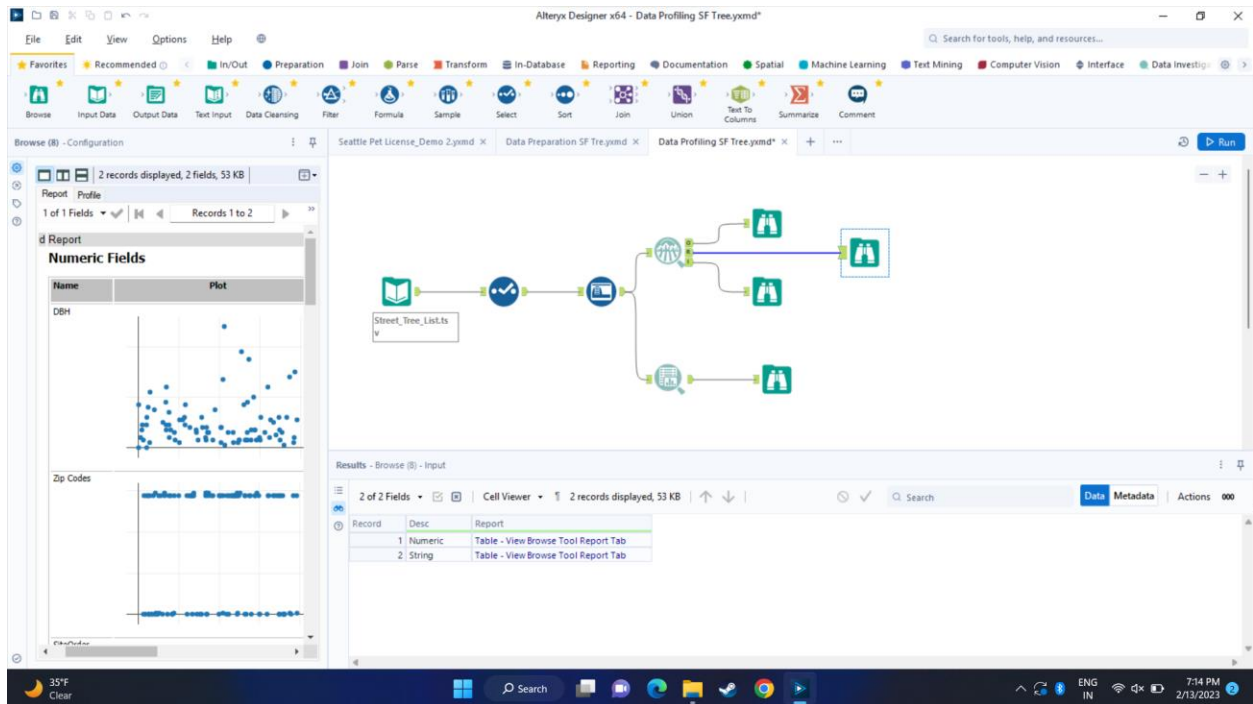 Alteryx Designer x64 - Data Profiling SF Tree.yxmd*
File Edit View Options Help
Search for tools, help, and resources...
Favorites Recommended In/Out Preparation Join Parse Transform In-Database Reporting Documentation Spatial Machine Learning Text Mining Computer Vision Interface Data Investig
Browse Input Data Output Data Text Input Data Cleansing Filter Formula Sample Select Sort Join Union Text To Columns Summarize Comment
Browse (8) - Configuration
Seattle Pet License_Demo 2.yxmd Data Preparation SF Tre.yxmd Data Profiling SF Tree.yxmd* Run
2 records displayed, 2 fields, 53 KB
Report Profile
1 of 1 Fields Records 1 to 2
d Report
Numeric Fields
Name Plot
DBH
Zip Codes
SiteOrder
Street_Tree_List.ts
v
O
R
I
Results - Browse (8) - Input
2 of 2 Fields Cell Viewer 2 records displayed, 53 KB Search Data Metadata Actions 000
Record Desc Report
1 Numeric Table - View Browse Tool Report Tab
2 String Table - View Browse Tool Report Tab
35°F
Clear
Search
ENG
IN
7:14 PM
2/13/2023
2